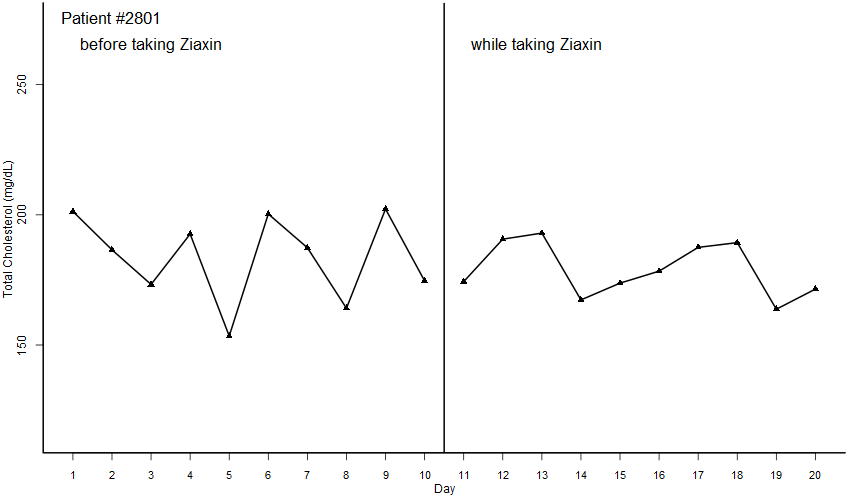 Patient #2801
before taking Ziaxin
while taking Ziaxin
Total Cholesterol (mg/dL)
250
200
150
1 2 3 4 5 6 7 8 9 10 11 12 13 14 15 16 17 18 19 20
Day